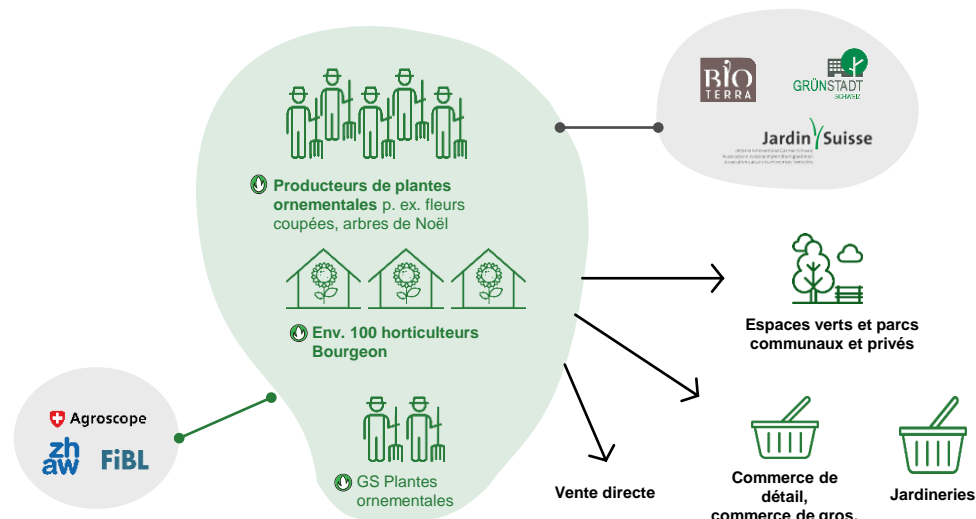 BIO
TERRA
GRÜNSTADT
SCHWEIZ
Jardin Suisse
Producteurs de plantes
ornementales p. ex. fleurs
coupées, arbres de Noël
Env. 100 horticulteurs
Bourgeon
Espaces verts et parcs
communaux et privés
Agroscope
zh
aw
FiBL
GS Plantes
ornementales
Vente directe
Commerce de
détail,
commerce de gros,
Jardineries